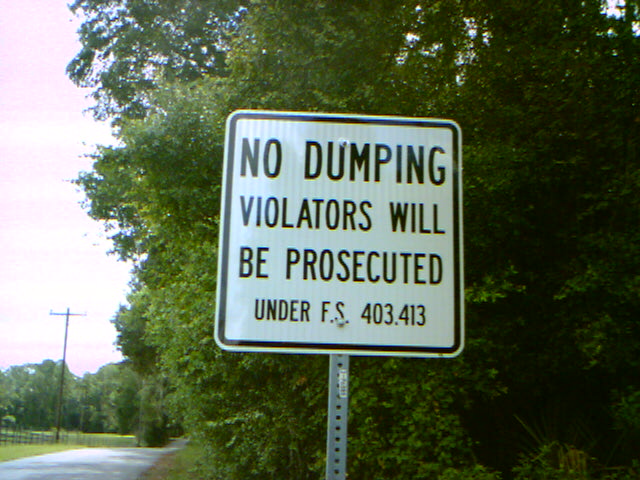 NO DUMPING
VIOLATORS WILL
BE PROSECUTED
UNDER F.S. 403.413